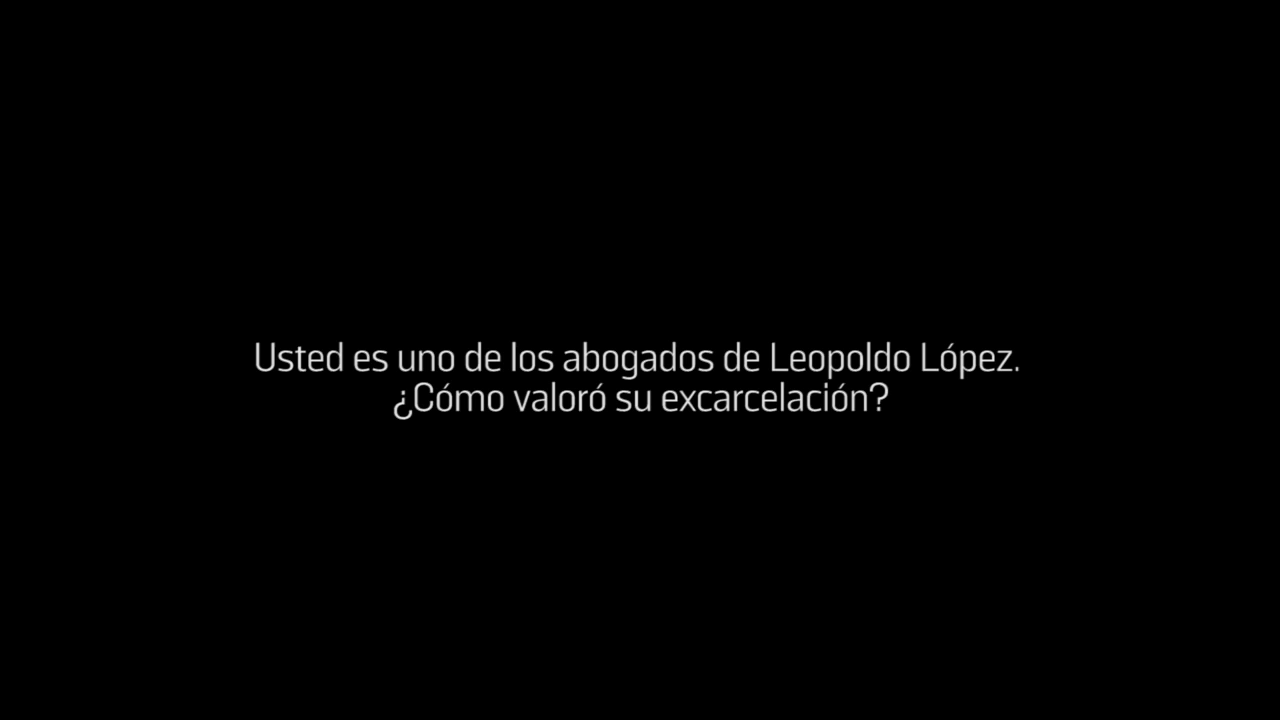 Usted es uno de los abogados de Leopoldo López.
¿Cómo valoró su excarcelación?